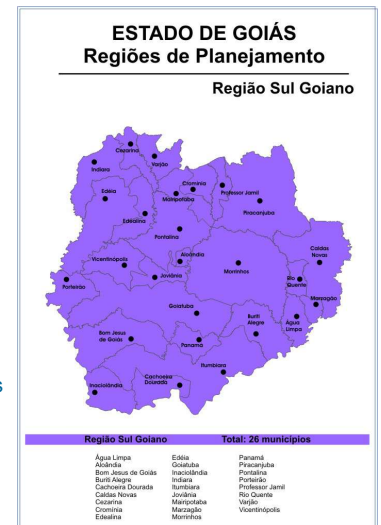 ESTADO DE GOIÁS
Regiões de Planejamento
Região Sul Goiano
Cezarina
Varjão
Indiara
Cromínia
Professor Jamil
Edéia
Mairipotuba
Piracanjuba
Edealina
Pontalina
Caldas
Novas
Aloândia
Vicentinópolis
Morrinhos
Joviânia
Rio
Quente
Porteirão
Marzagão
Goiatuba
Buriti
Alegre
Água
Limpa
Bom Jesus
de Goiás
Panamá
Itumbiara
Cachoeira
Dourada
Inaciolândia
Região Sul Goiano Total: 26 municípios
Água Limpa Edéia Panamá
Aloândia Goiatuba Piracanjuba
Bom Jesus de Goiás Inaciolândia Pontalina
Buriti Alegre Indiara Porteirão
Cachoeira Dourada Itumbiara Professor Jamil
Caldas Novas Joviânia Rio Quente
Cezarina Mairipotaba Varjão
Cromínia Marzagão Vicentinópolis
Edealina Morrinhos